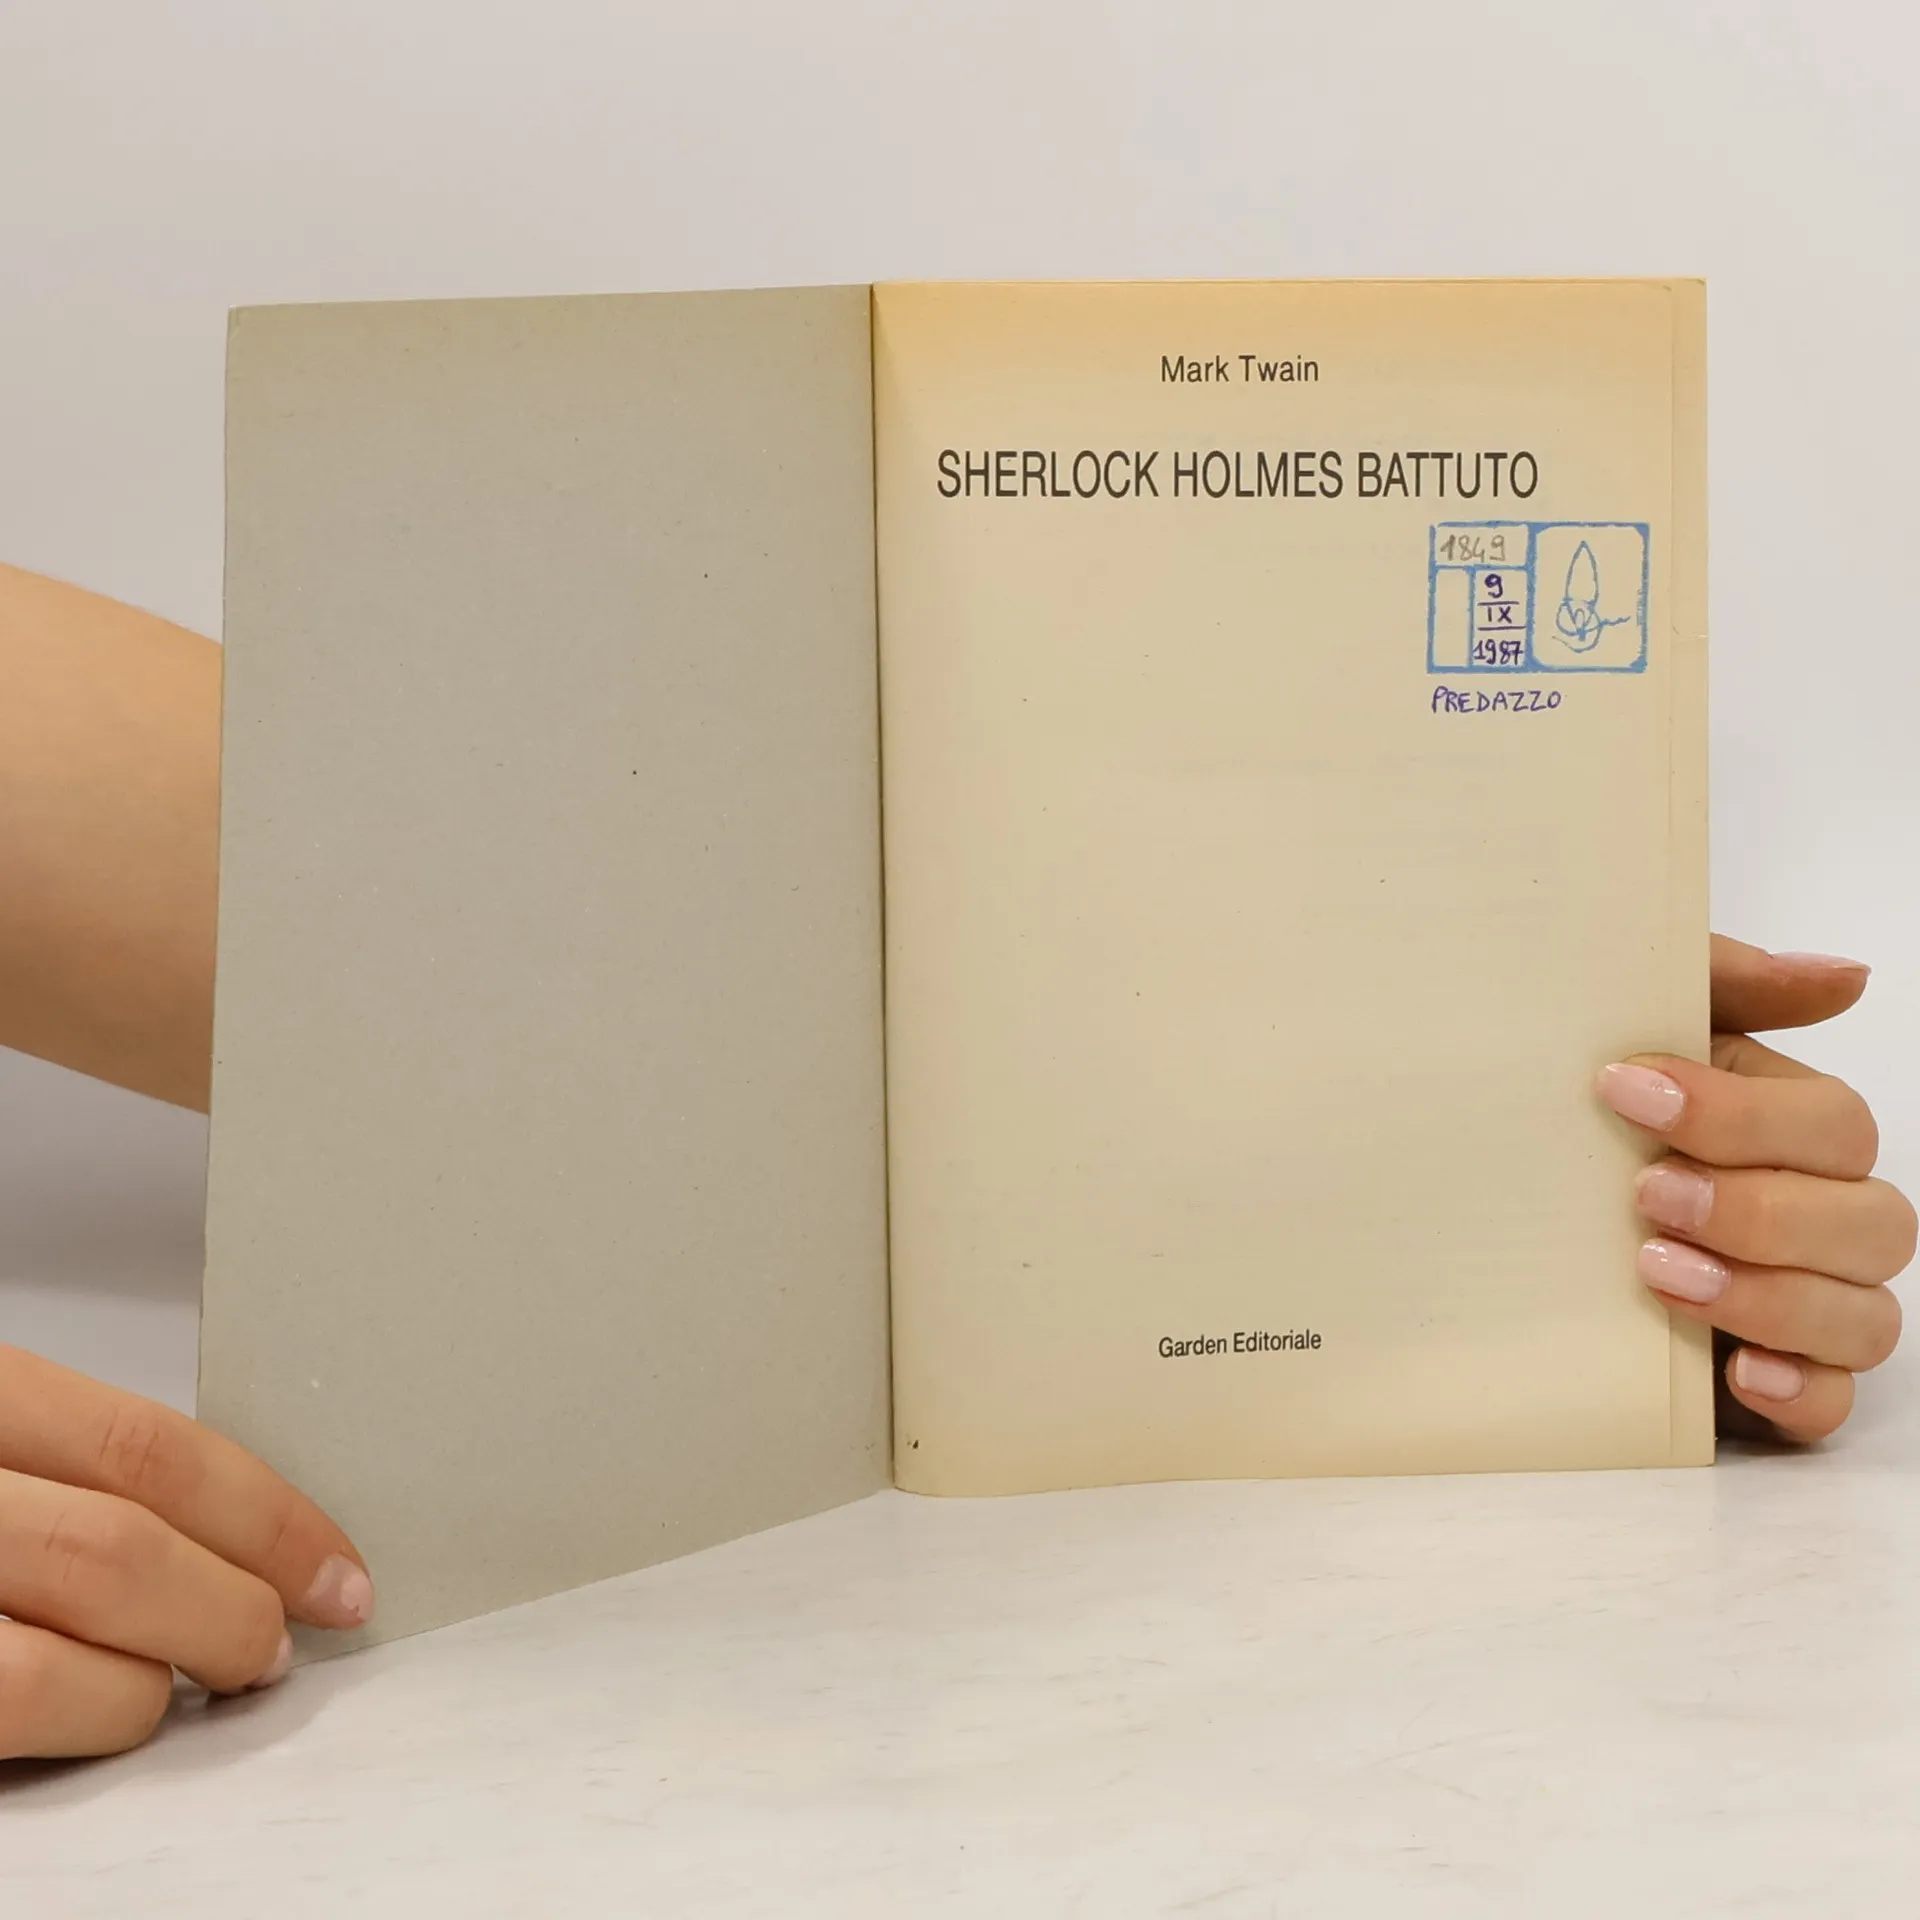 Mark Twain
SHERLOCK HOLMES BATTUTO
1849
9
IX
1987
PREDAZZO
Garden Editoriale